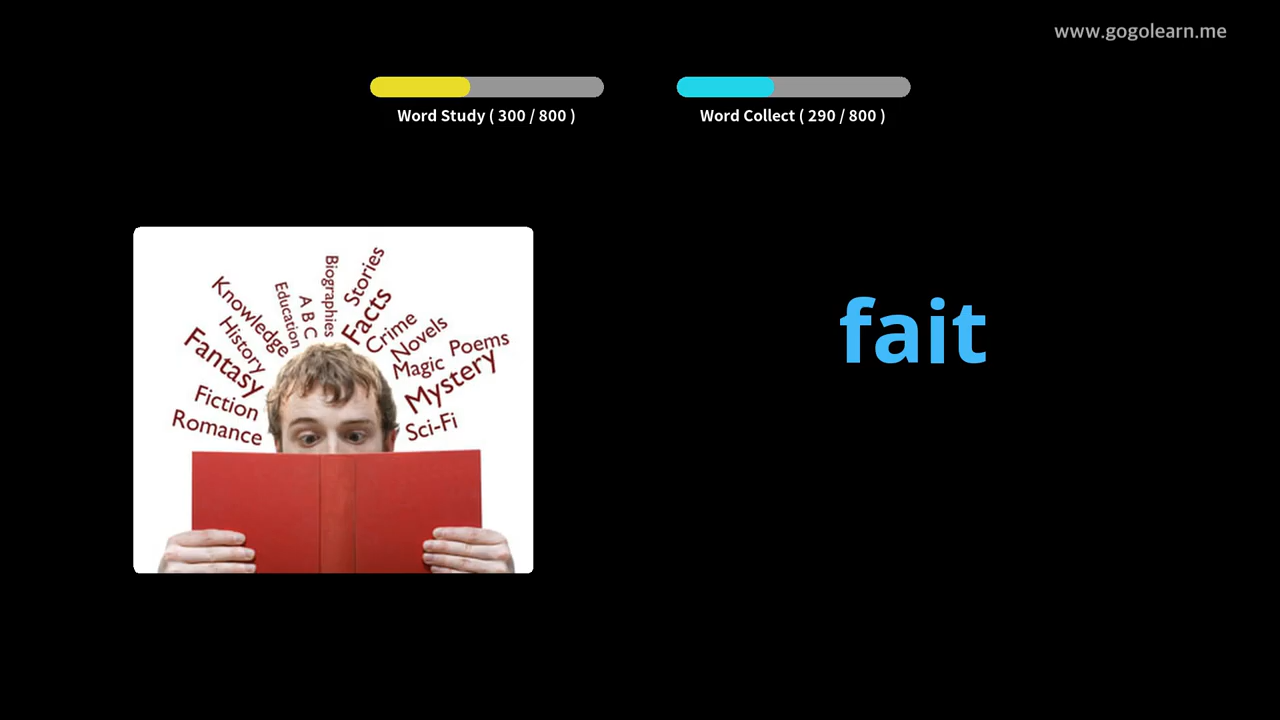 www.gogolearn.me
Word Study ( 300 / 800 )
Word Collect ( 290 / 800 )
Biographies
Stories
Education
A B C
Facts
Knowledge
Crime
History
Novels
Fantasy
Magic
Poems
Mystery
Fiction
Romance
Sci-Fi
fait